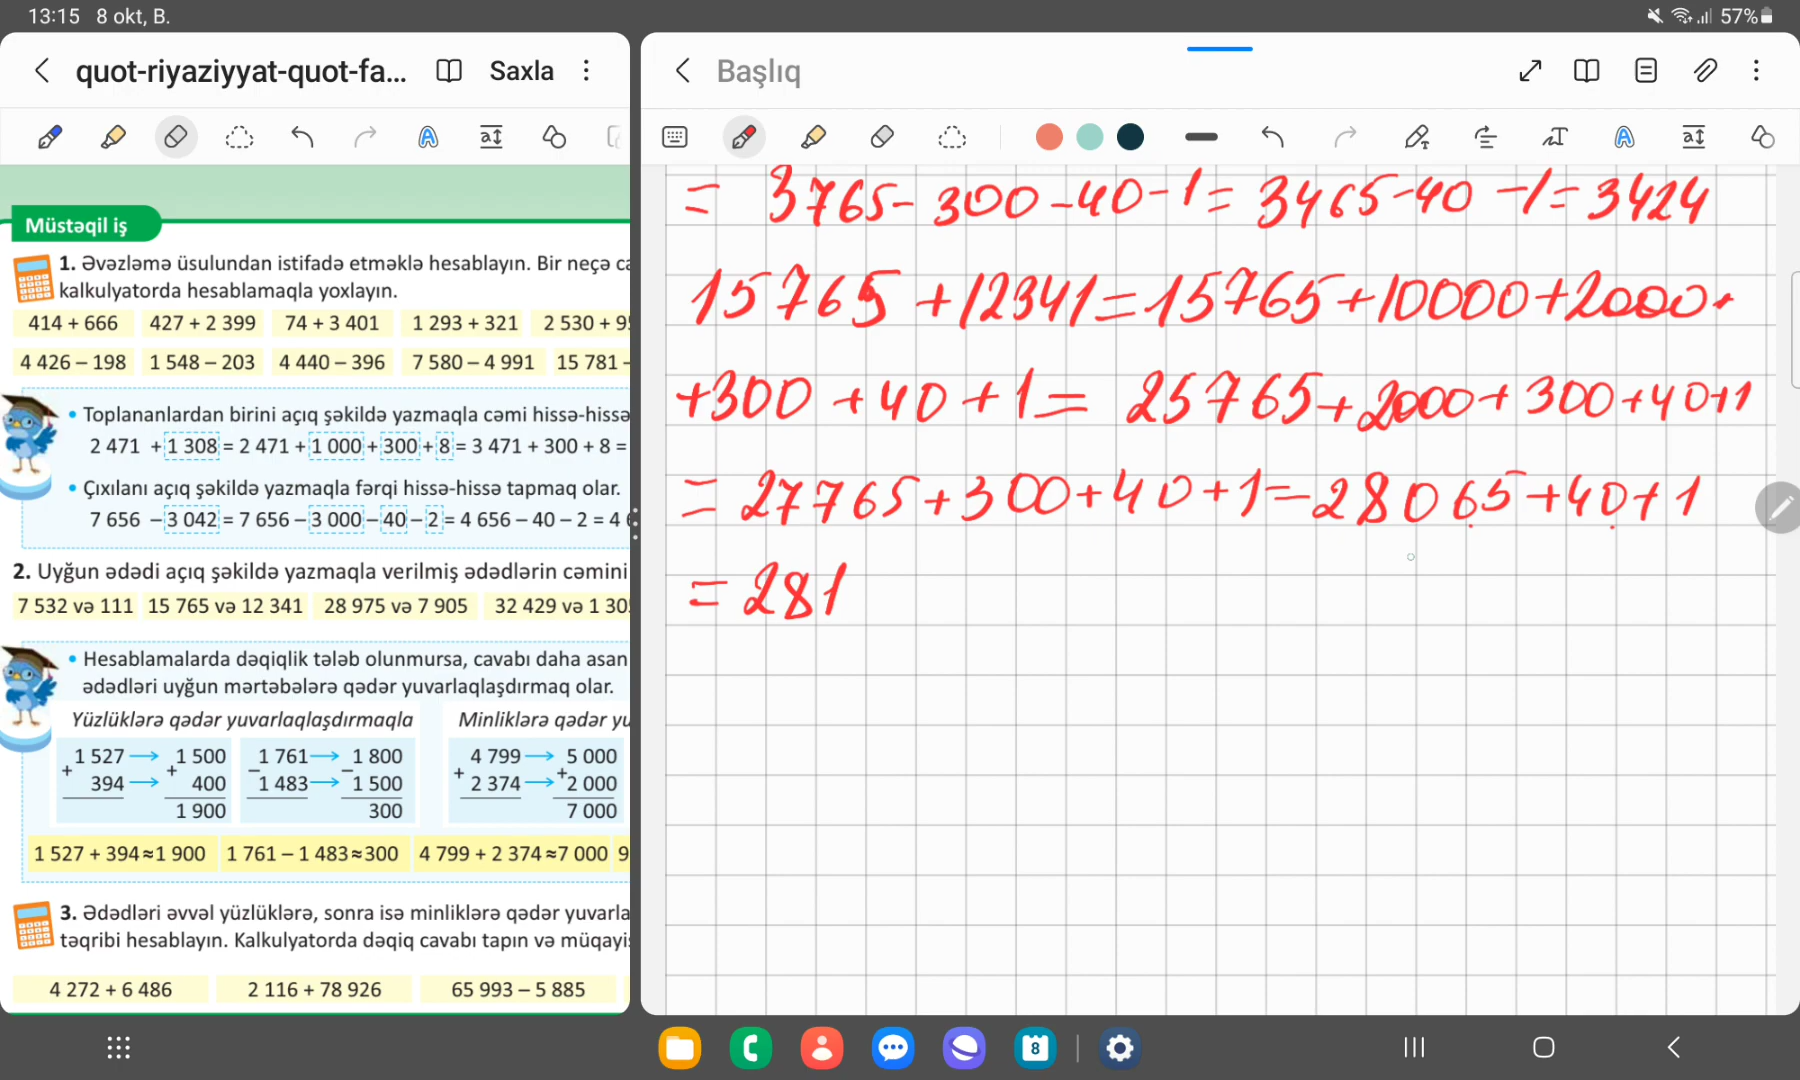 13:15 8 okt, B.
57%
quot-riyaziyyat-quot-fa...
Saxla
Müstəqil iş
1. Əvəzləmə üsulundan istifadə etməklə hesablayın. Bir neçə
kalkulyatorda hesablamaqla yoxlayın.
414 + 666 427 + 2 399 74 + 3 401 1 293 + 321 2 530 +
4 426 – 198 1 548 – 203 4 440 – 396 7 580 – 4 991 15 781 –
• Toplananlardan birini açıq şəkildə yazmaqla cəmi hissə-hissə
2 471 + 1 308 = 2 471 + 1 000 + 300 + 8 = 3 471 + 300 + 8 =
• Çıxılanı açıq şəkildə yazmaqla fərqi hissə-hissə tapmaq olar.
7 656 – 3 042 = 7 656 – 3 000 – 40 – 2 = 4 656 – 40 – 2 = 4
2. Uyğun ədədi açıq şəkildə yazmaqla verilmiş ədədlərin cəmini
7 532 və 111 15 765 və 12 341 28 975 və 7 905 32 429 və 1 30
• Hesablamalarda dəqiqlik tələb olunmursa, cavabı daha asan
ədədləri uyğun mərtəbələrə qədər yuvarlaqlaşdırmaq olar.
Yüzlüklərə qədər yuvarlaqlaşdırmaqla Minliklərə qədər yu
1 527 → 1 500 1 761 → 1 800 4 799 → 5 000
+ + – – + +
394 → 400 1 483 → 1 500 2 374 → 2 000
1 900 300 7 000
1 527 + 394 ≈ 1 900 1 761 – 1 483 ≈ 300 4 799 + 2 374 ≈ 7 000 9
3. Ədədləri əvvəl yüzlüklərə, sonra isə minliklərə qədər yuvarla
təqribi hesablayın. Kalkulyatorda dəqiq cavabı tapın və müqayi
4 272 + 6 486 2 116 + 78 926 65 993 – 5 885
Başlıq
= 3765 - 300 - 40 - 1 = 3465 - 40 - 1 = 3424
15765 + 12341 = 15765 + 10000 + 2000 +
+ 300 + 40 + 1 = 25765 + 2000 + 300 + 40 + 1
= 27765 + 300 + 40 + 1 = 28065 + 40 + 1
= 281
8